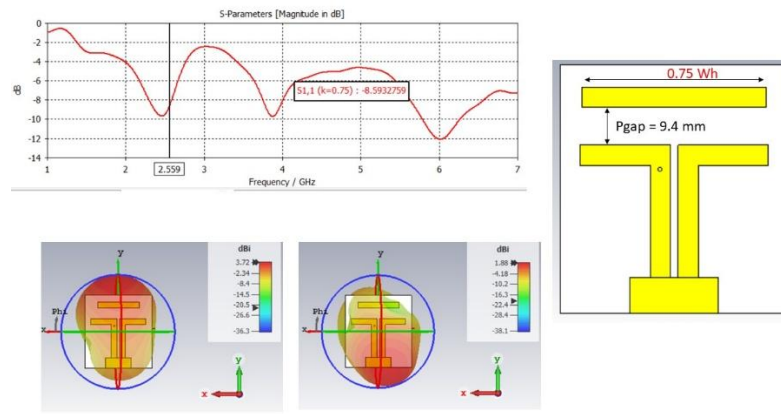 S-Parameters [Magnitude in dB]
0
-2
-4
-6
-8
-10
-12
-14
dB
S1,1 (k=0.75) : -8.5932759
1
2
2.559
3
4
5
6
7
Frequency / GHz
0.75 Wh
Pgap = 9.4 mm
y
Phi
x
dBi
3.72
-2.24
-8.4
-14.5
-20.5
-26.6
-36.3
y
x
y
Phi
x
dBi
1.88
-4.18
-10.2
-16.3
-22.4
-28.4
-38.1
y
x